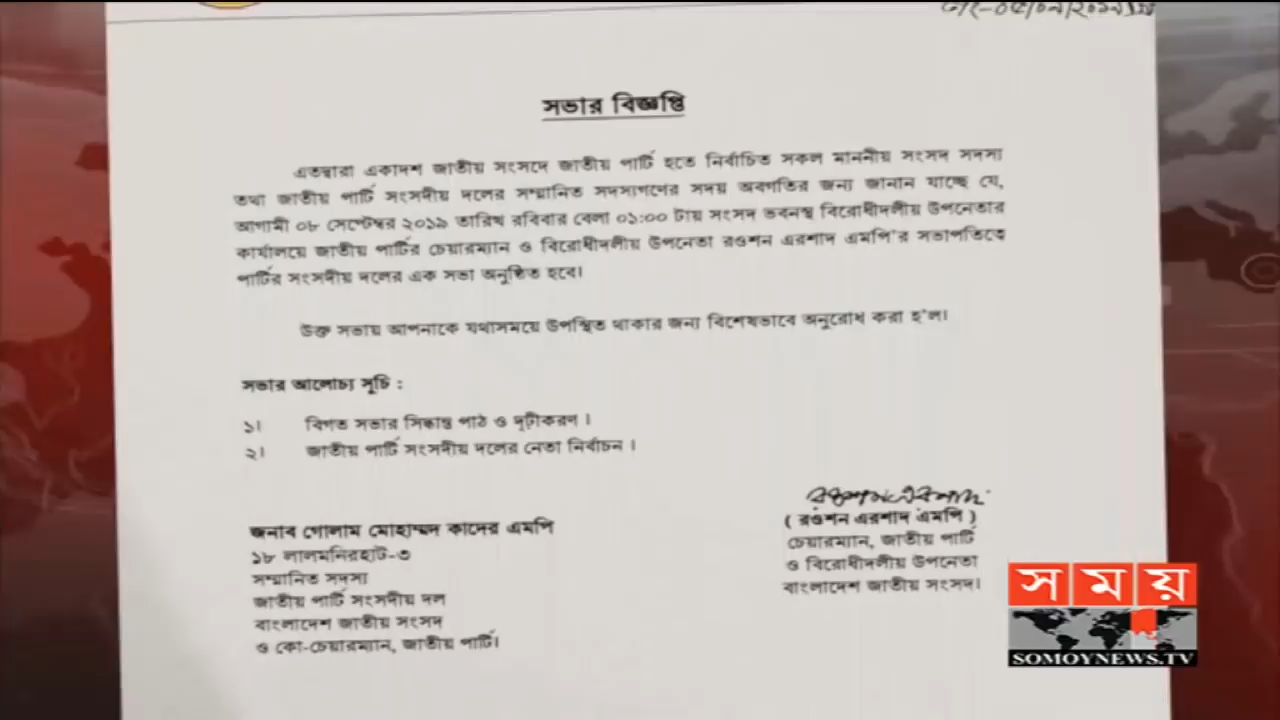 সভার বিজ্ঞপ্তি
এতদ্বারা একাদশ জাতীয় সংসদে জাতীয় পার্টি হতে নির্বাচিত সকল মাননীয় সংসদ সদস্য
তথা জাতীয় পার্টি সংসদীয় দলের সম্মানিত সদস্যগণের সদয় অবগতির জন্য জানান যাচ্ছে যে,
আগামী ০৮ সেপ্টেম্বর ২০১৯ তারিখ রবিবার বেলা ০১:০০ টায় সংসদ ভবনস্থ বিরোধীদলীয় উপনেতার
কার্যালয়ে জাতীয় পার্টির চেয়ারম্যান ও বিরোধীদলীয় উপনেতা রওশন এরশাদ এমপি'র সভাপতিত্বে
পার্টির সংসদীয় দলের এক সভা অনুষ্ঠিত হবে।
উক্ত সভায় আপনাকে যথাসময়ে উপস্থিত থাকার জন্য বিশেষভাবে অনুরোধ করা হ'ল।
সভার আলোচ্য সূচি :
১। বিগত সভার সিদ্ধান্ত পাঠ ও দৃঢ়ীকরণ ।
২। জাতীয় পার্টি সংসদীয় দলের নেতা নির্বাচন ।
রওশন এরশাদ
( রওশন এরশাদ এমপি )
চেয়ারম্যান, জাতীয় পার্টি
ও বিরোধীদলীয় উপনেতা
বাংলাদেশ জাতীয় সংসদ।
জনাব গোলাম মোহাম্মদ কাদের এমপি
১৮ লালমনিরহাট-৩
সম্মানিত সদস্য
জাতীয় পার্টি সংসদীয় দল
বাংলাদেশ জাতীয় সংসদ
ও কো-চেয়ারম্যান, জাতীয় পার্টি।
সময়
SOMOYNEWS.TV